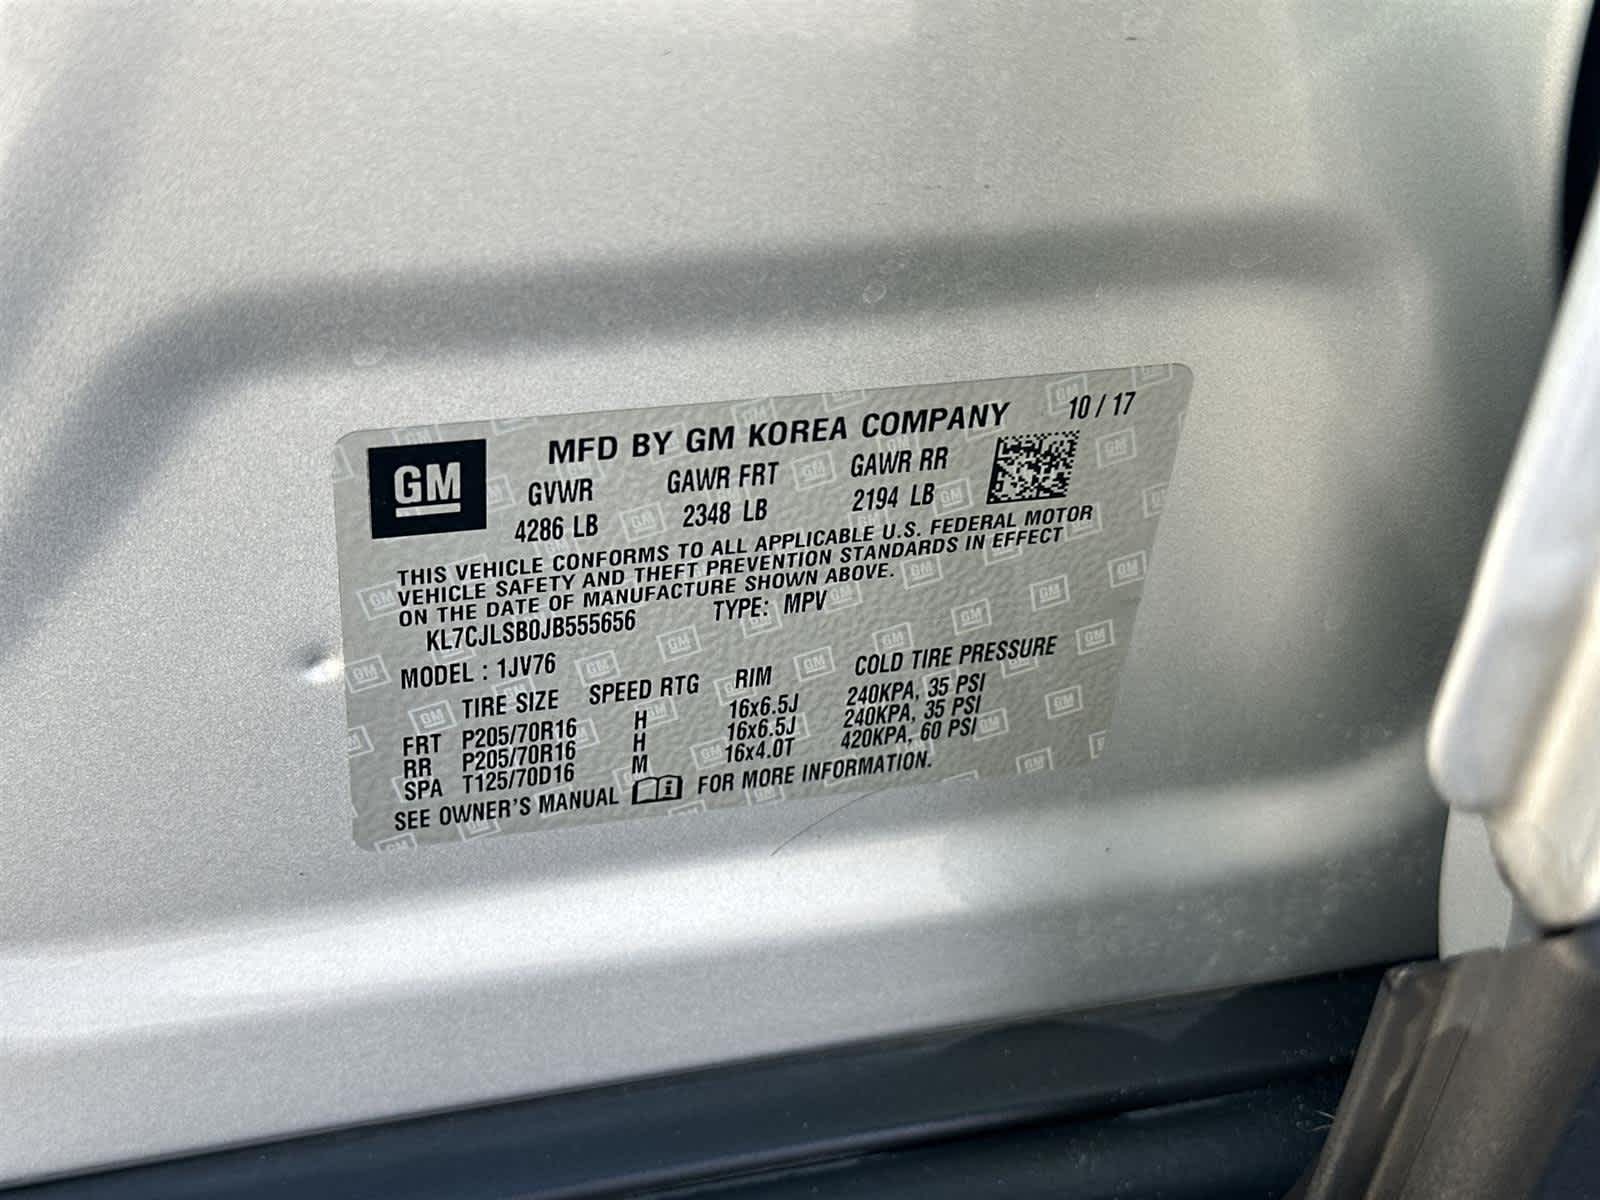 MFD BY GM KOREA COMPANY 10 / 17
GM
GVWR GAWR FRT GAWR RR
4286 LB 2348 LB 2194 LB
THIS VEHICLE CONFORMS TO ALL APPLICABLE U.S. FEDERAL MOTOR
VEHICLE SAFETY AND THEFT PREVENTION STANDARDS IN EFFECT
ON THE DATE OF MANUFACTURE SHOWN ABOVE.
KL7CJLSB0JB555656 TYPE: MPV
MODEL : 1JV76
TIRE SIZE SPEED RTG RIM COLD TIRE PRESSURE
FRT P205/70R16 H 16x6.5J 240KPA, 35 PSI
RR P205/70R16 H 16x6.5J 240KPA, 35 PSI
SPA T125/70D16 M 16x4.0T 420KPA, 60 PSI
SEE OWNER'S MANUAL i FOR MORE INFORMATION.